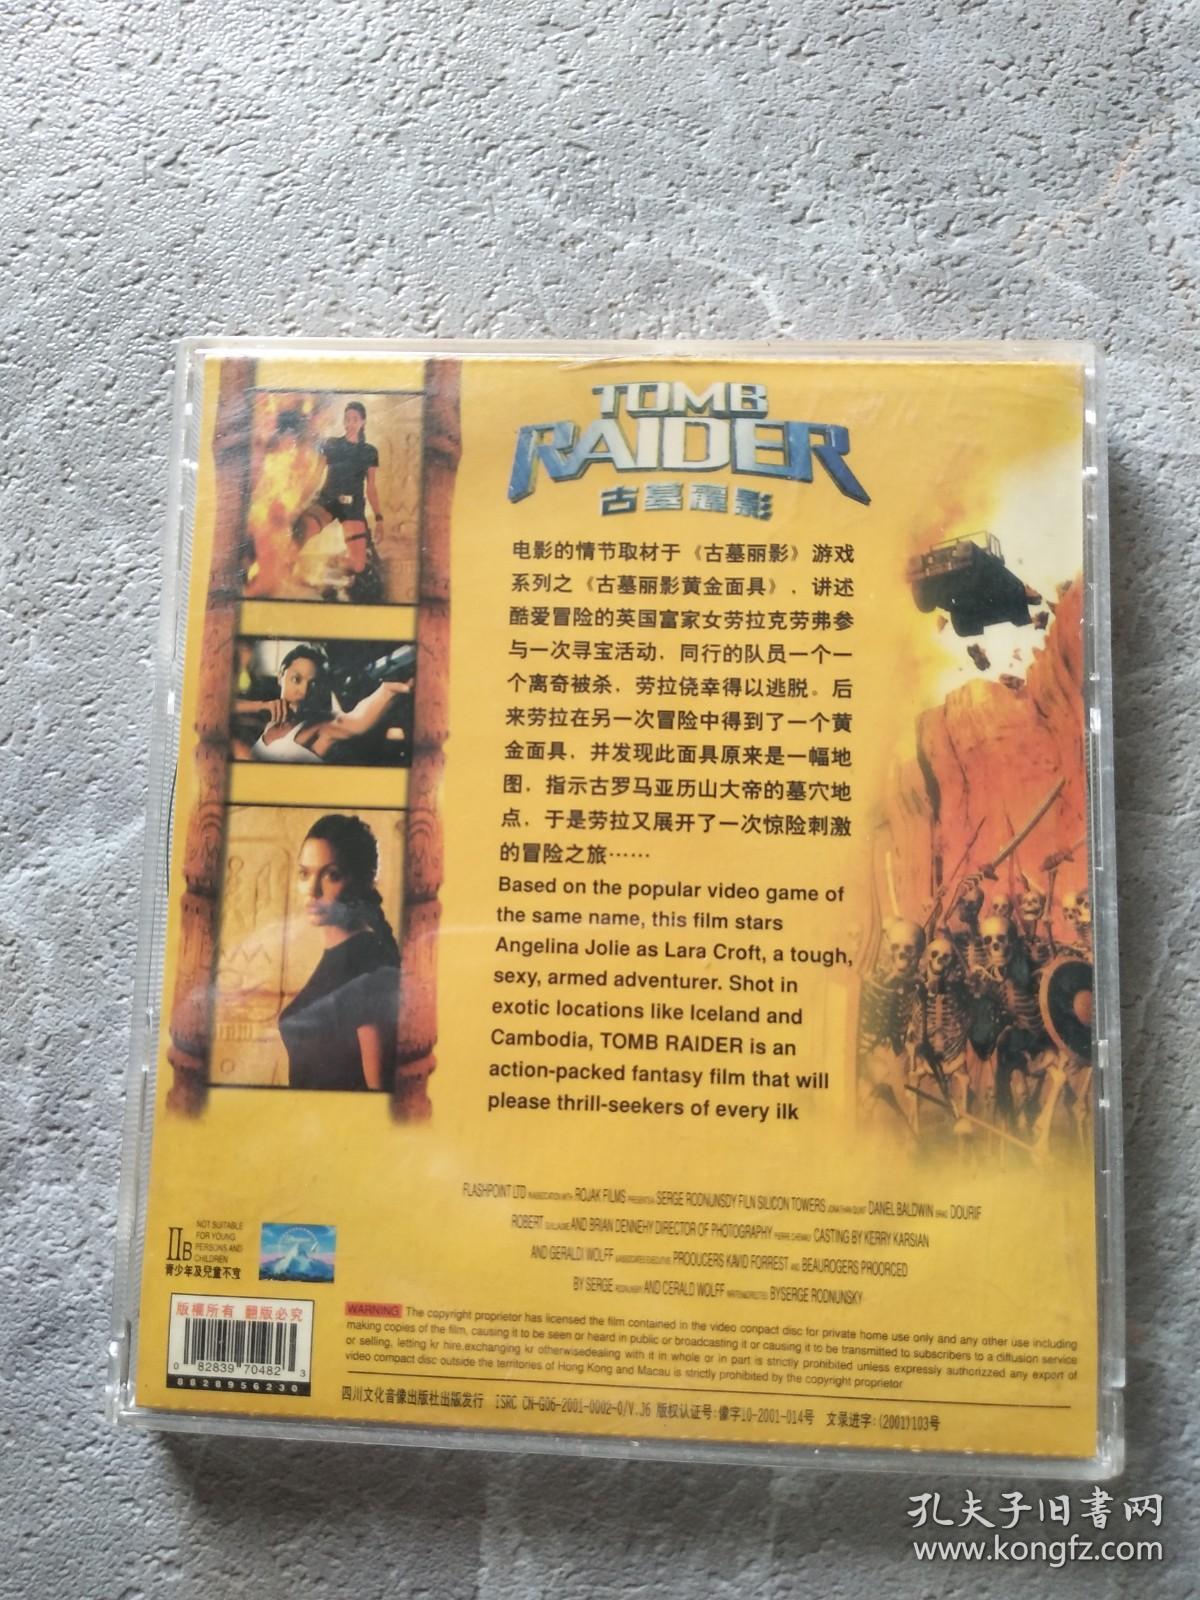 TOMB
RAIDER
古墓麗影
电影的情节取材于《古墓丽影》游戏
系列之《古墓丽影黄金面具》，讲述
酷爱冒险的英国富家女劳拉克劳弗参
与一次寻宝活动，同行的队员一个一
个离奇被杀，劳拉侥幸得以逃脱。后
来劳拉在另一次冒险中得到了一个黄
金面具，并发现此面具原来是一幅地
图，指示古罗马亚历山大帝的墓穴地
点，于是劳拉又展开了一次惊险刺激
的冒险之旅……
Based on the popular video game of
the same name, this film stars
Angelina Jolie as Lara Croft, a tough,
sexy, armed adventurer. Shot in
exotic locations like Iceland and
Cambodia, TOMB RAIDER is an
action-packed fantasy film that will
please thrill-seekers of every ilk
FLASHPOINT LTD IN ASSOCIATION WITH ROJAK FILMS SERGE RODNUNSDY FILN SILICON TOWERS DANEL BALDWIN DOURIF
ROBERT GUILLAUME AND BRIAN DENNEHY DIRECTOR OF PHOTOGRAPHY CASTING BY KERRY KARSIAN
AND GERALDI WOLFF PRODUCERS KAVID FORREST AND BEAUROGERS PROORCED
BY SERGE AND CERALD WOLFF BYSERGE RODNUNSKY
IIB NOT SUITABLE
FOR YOUNG
PERSONS AND
CHILDREN
青少年及兒童不宜
版權所有 翻版必究
0 82839 70482 3
8828956230
WARNING The copyright proprietor has licensed the film contained in the video conpact disc for private home use only and any other use including
making copies of the film, causing it to be seen or heard in public or broadcasting it or causing it to be transmitted to subscribers to a diffusion service
or selling, letting kr hire,exchanging kr otherwisedealing with it in whole or in part is strictly prohibited unless expressly authorizzed any export of
video compact disc outside the territories of Hong Kong and Macau is strictly prohibited by the copyright proprietor
四川文化音像出版社出版发行 ISRC CN-G06-2001-0002-0/V.J6 版权认证号:像字10-2001-014号 文录进字:(2001)103号
孔夫子旧书网
www.kongfz.com